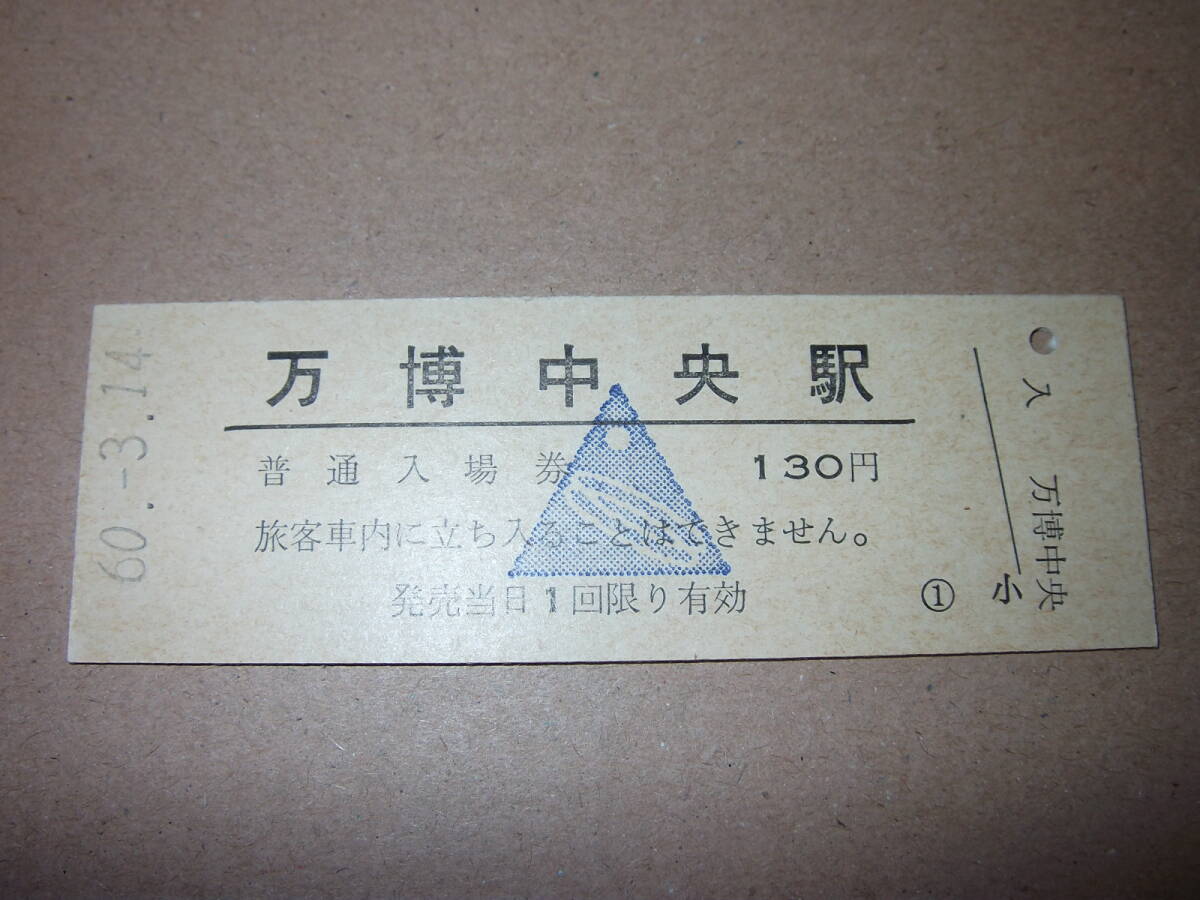 60.-3.14
万博中央駅
普通入場券 130円
旅客車内に立ち入ることはできません。
発売当日1回限り有効
①
小
入 万博中央